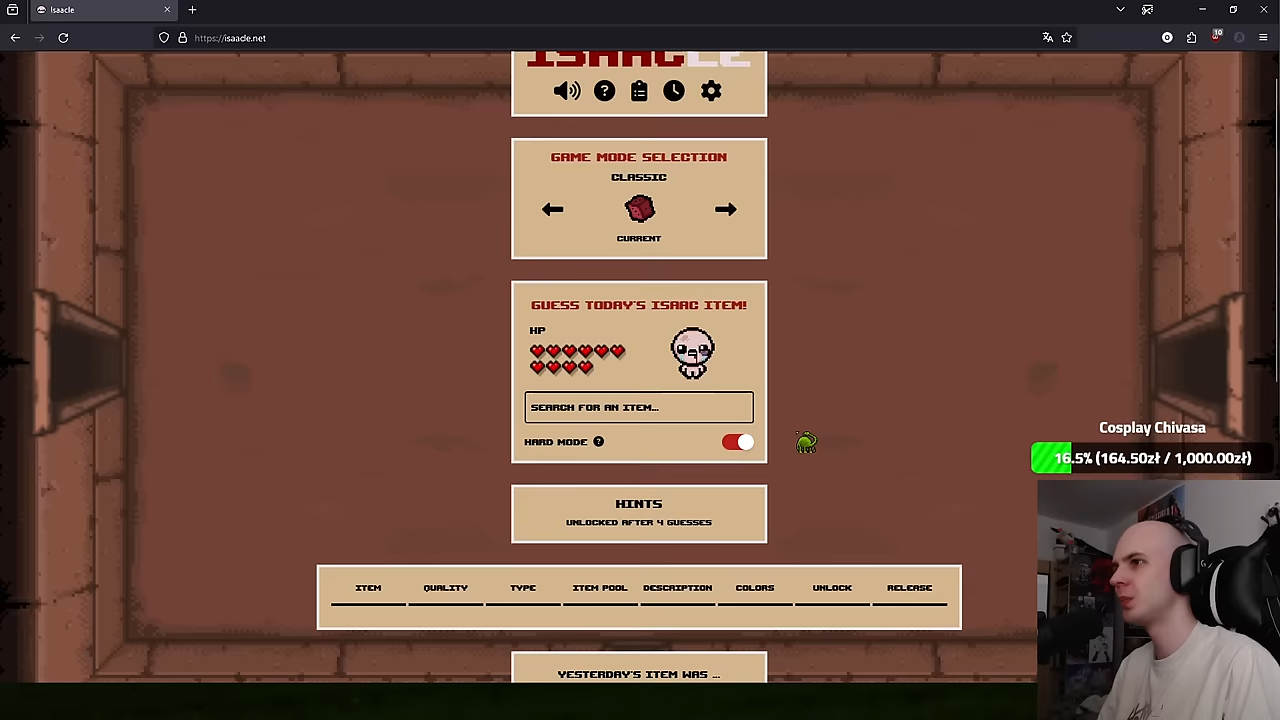 Isaacle
https://isaacle.net
10
ISAACLE
GAME MODE SELECTION
CLASSIC
CURRENT
GUESS TODAY'S ISAAC ITEM!
HP
SEARCH FOR AN ITEM...
HARD MODE ?
HINTS
UNLOCKED AFTER 4 GUESSES
ITEM QUALITY TYPE ITEM POOL DESCRIPTION COLORS UNLOCK RELEASE
YESTERDAY'S ITEM WAS ...
Cosplay Chivasa
16.5% (164.50zł / 1,000.00zł)